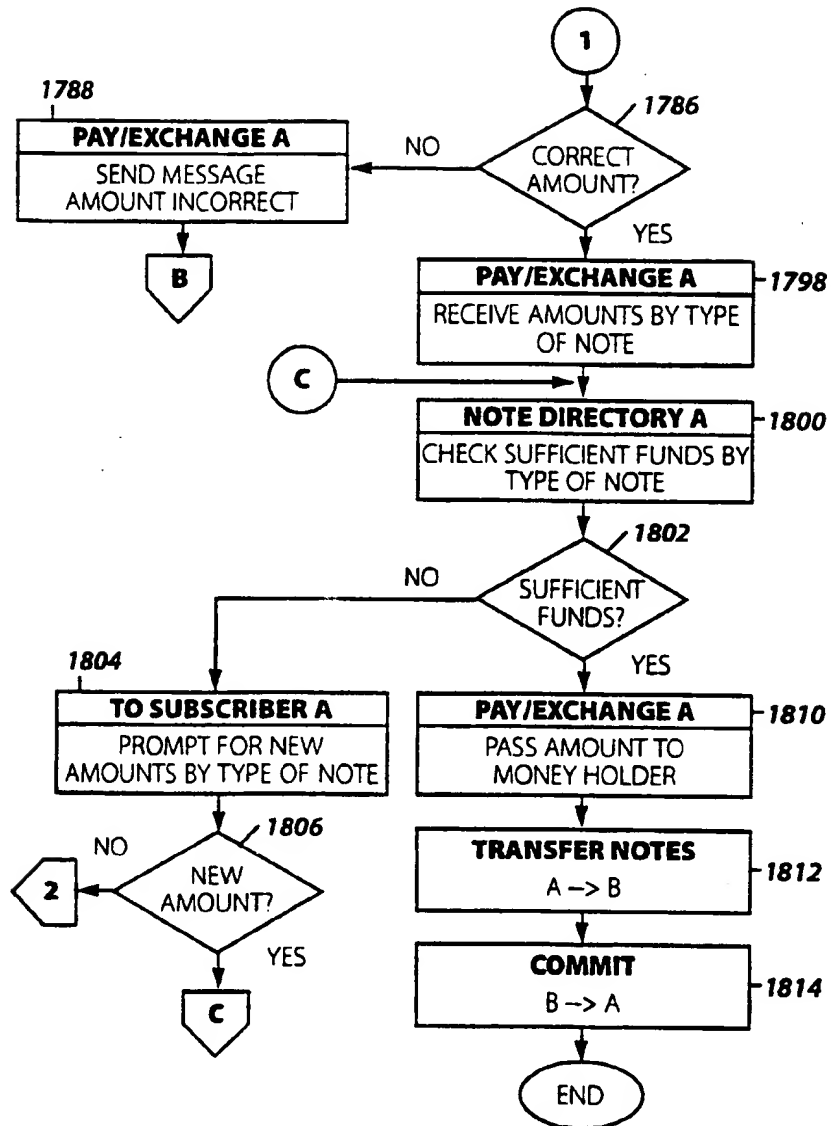 1
1788
1786
PAY/EXCHANGE A
NO
CORRECT
AMOUNT?
SEND MESSAGE
AMOUNT INCORRECT
YES
B
PAY/EXCHANGE A
1798
RECEIVE AMOUNTS BY TYPE
OF NOTE
C
NOTE DIRECTORY A
1800
CHECK SUFFICIENT FUNDS BY
TYPE OF NOTE
1802
NO
SUFFICIENT
FUNDS?
YES
1804
TO SUBSCRIBER A
PROMPT FOR NEW
AMOUNTS BY TYPE OF NOTE
PAY/EXCHANGE A
1810
PASS AMOUNT TO
MONEY HOLDER
1806
NO
2
NEW
AMOUNT?
YES
C
TRANSFER NOTES
1812
A -> B
COMMIT
1814
B -> A
END